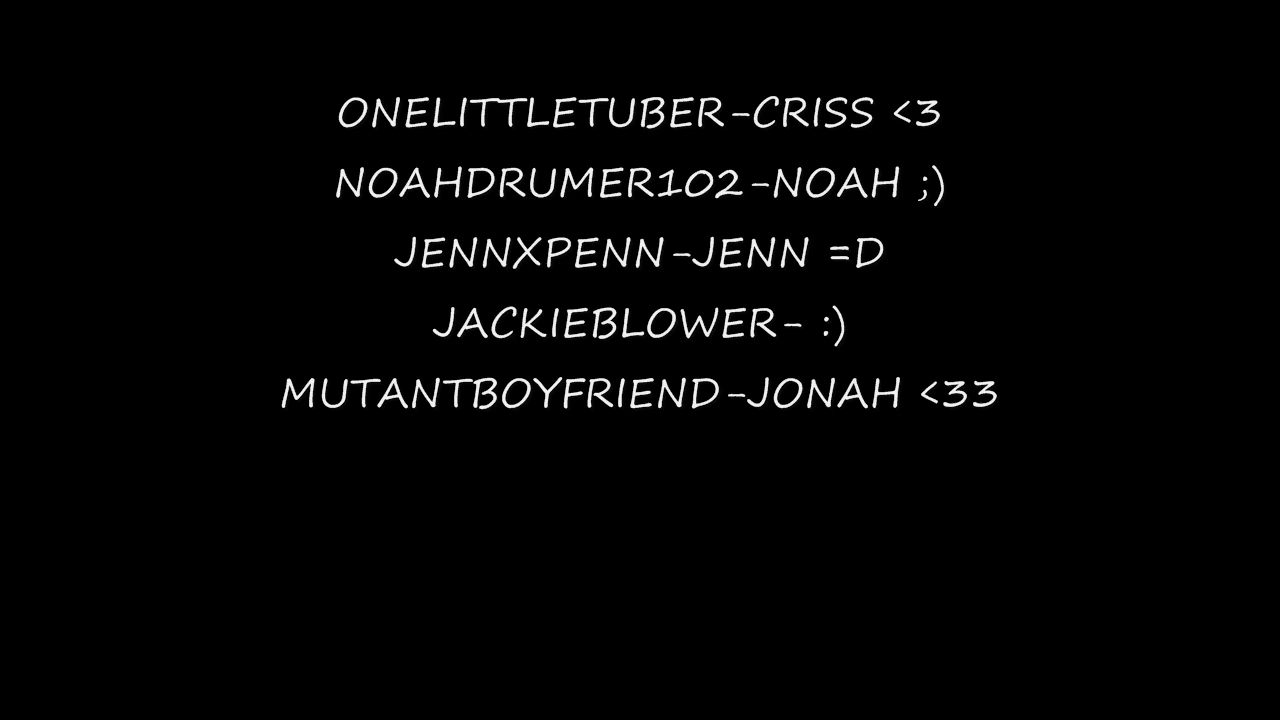 ONELITTLETUBER-CRISS <3
NOAHDRUMER102-NOAH ;)
JENNXPENN-JENN =D
JACKIEBLOWER- :)
MUTANTBOYFRIEND-JONAH <33